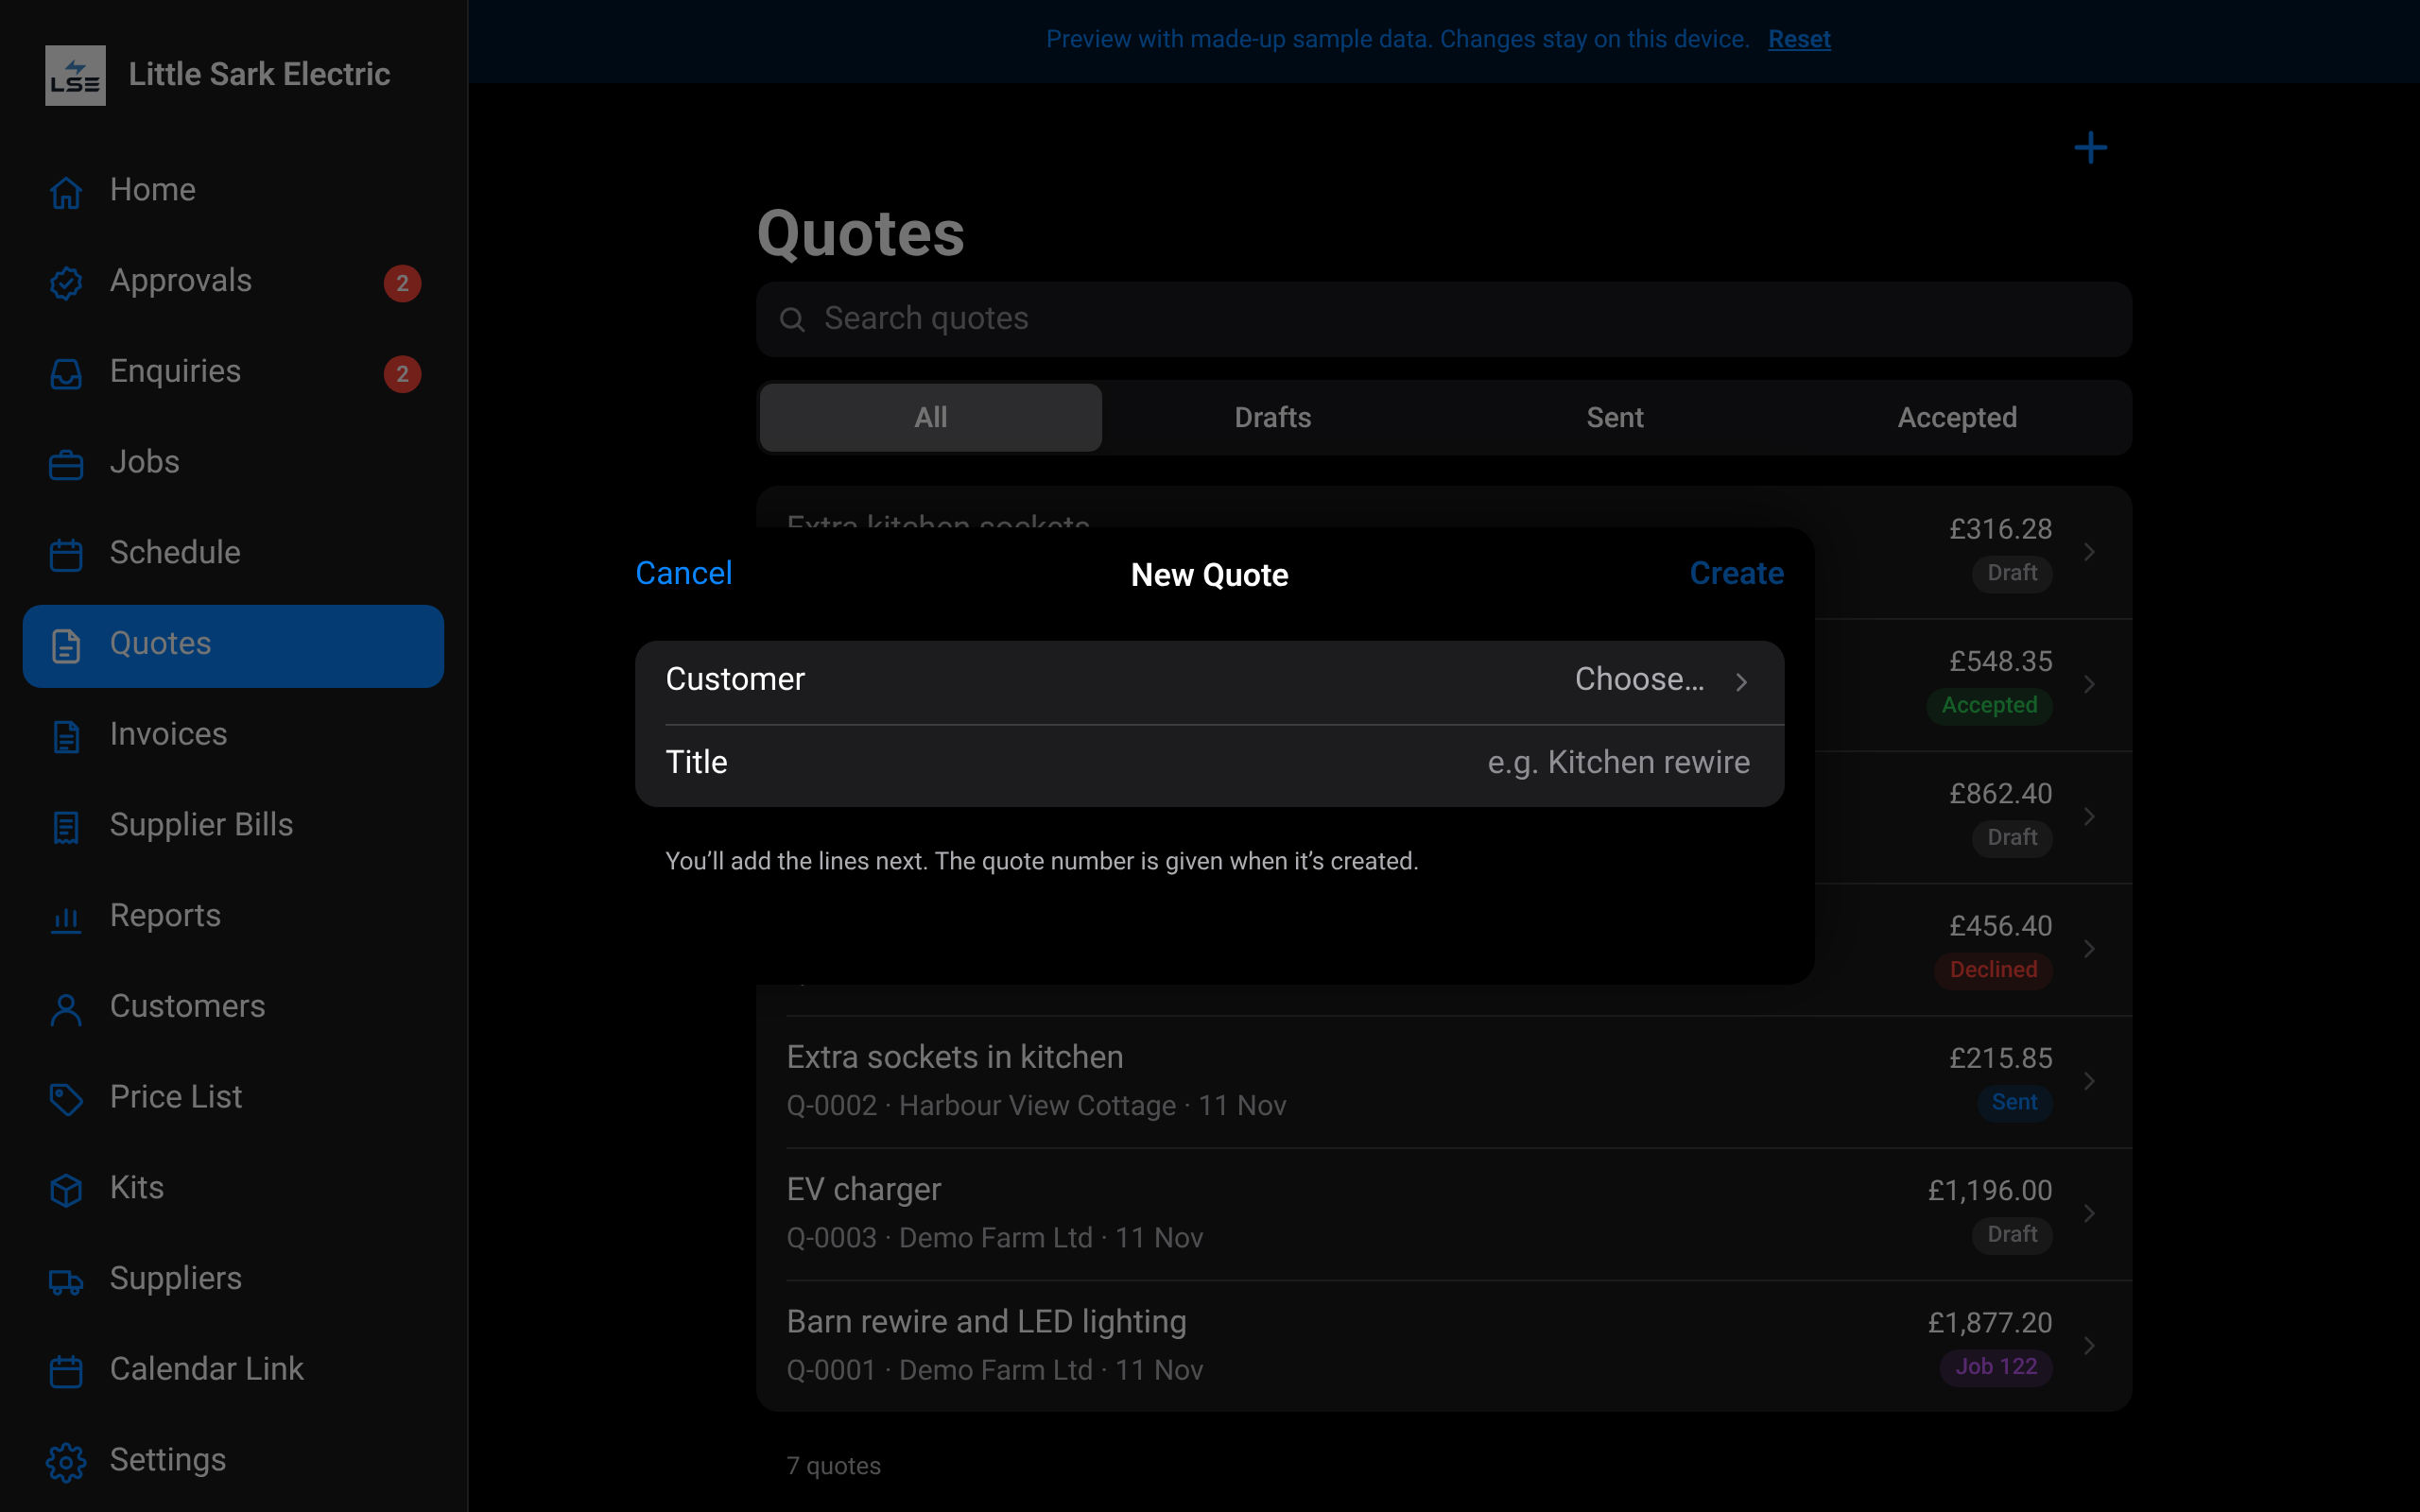 LSE
Little Sark Electric
Home
Approvals 2
Enquiries 2
Jobs
Schedule
Quotes
Invoices
Supplier Bills
Reports
Customers
Price List
Kits
Suppliers
Calendar Link
Settings
Preview with made-up sample data. Changes stay on this device. Reset
Quotes
Search quotes
All Drafts Sent Accepted
Extra kitchen sockets £316.28
Draft
Cancel New Quote Create
Customer Choose…
Title e.g. Kitchen rewire
You’ll add the lines next. The quote number is given when it’s created.
£548.35
Accepted
£862.40
Draft
£456.40
Declined
Extra sockets in kitchen £215.85
Q-0002 · Harbour View Cottage · 11 Nov Sent
EV charger £1,196.00
Q-0003 · Demo Farm Ltd · 11 Nov Draft
Barn rewire and LED lighting £1,877.20
Q-0001 · Demo Farm Ltd · 11 Nov Job 122
7 quotes